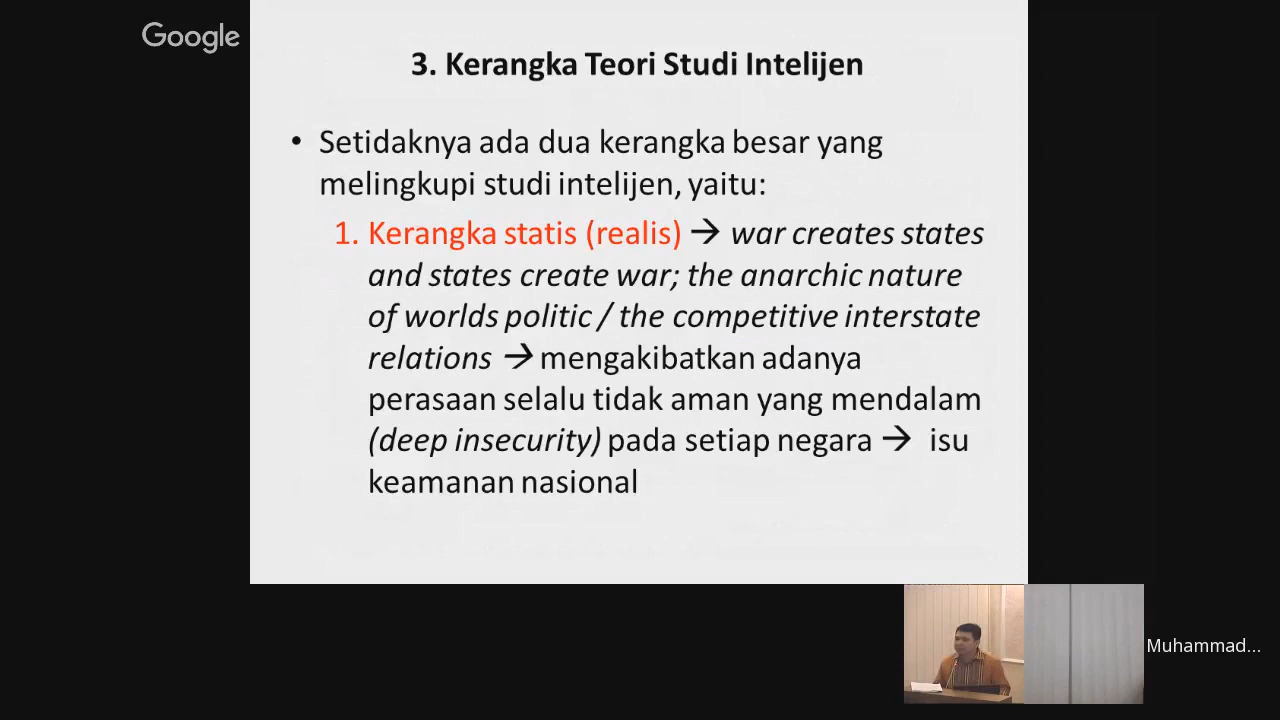 Google
3. Kerangka Teori Studi Intelijen
• Setidaknya ada dua kerangka besar yang
melingkupi studi intelijen, yaitu:
1. Kerangka statis (realis) → war creates states
and states create war; the anarchic nature
of worlds politic / the competitive interstate
relations → mengakibatkan adanya
perasaan selalu tidak aman yang mendalam
(deep insecurity) pada setiap negara → isu
keamanan nasional
Muhammad...